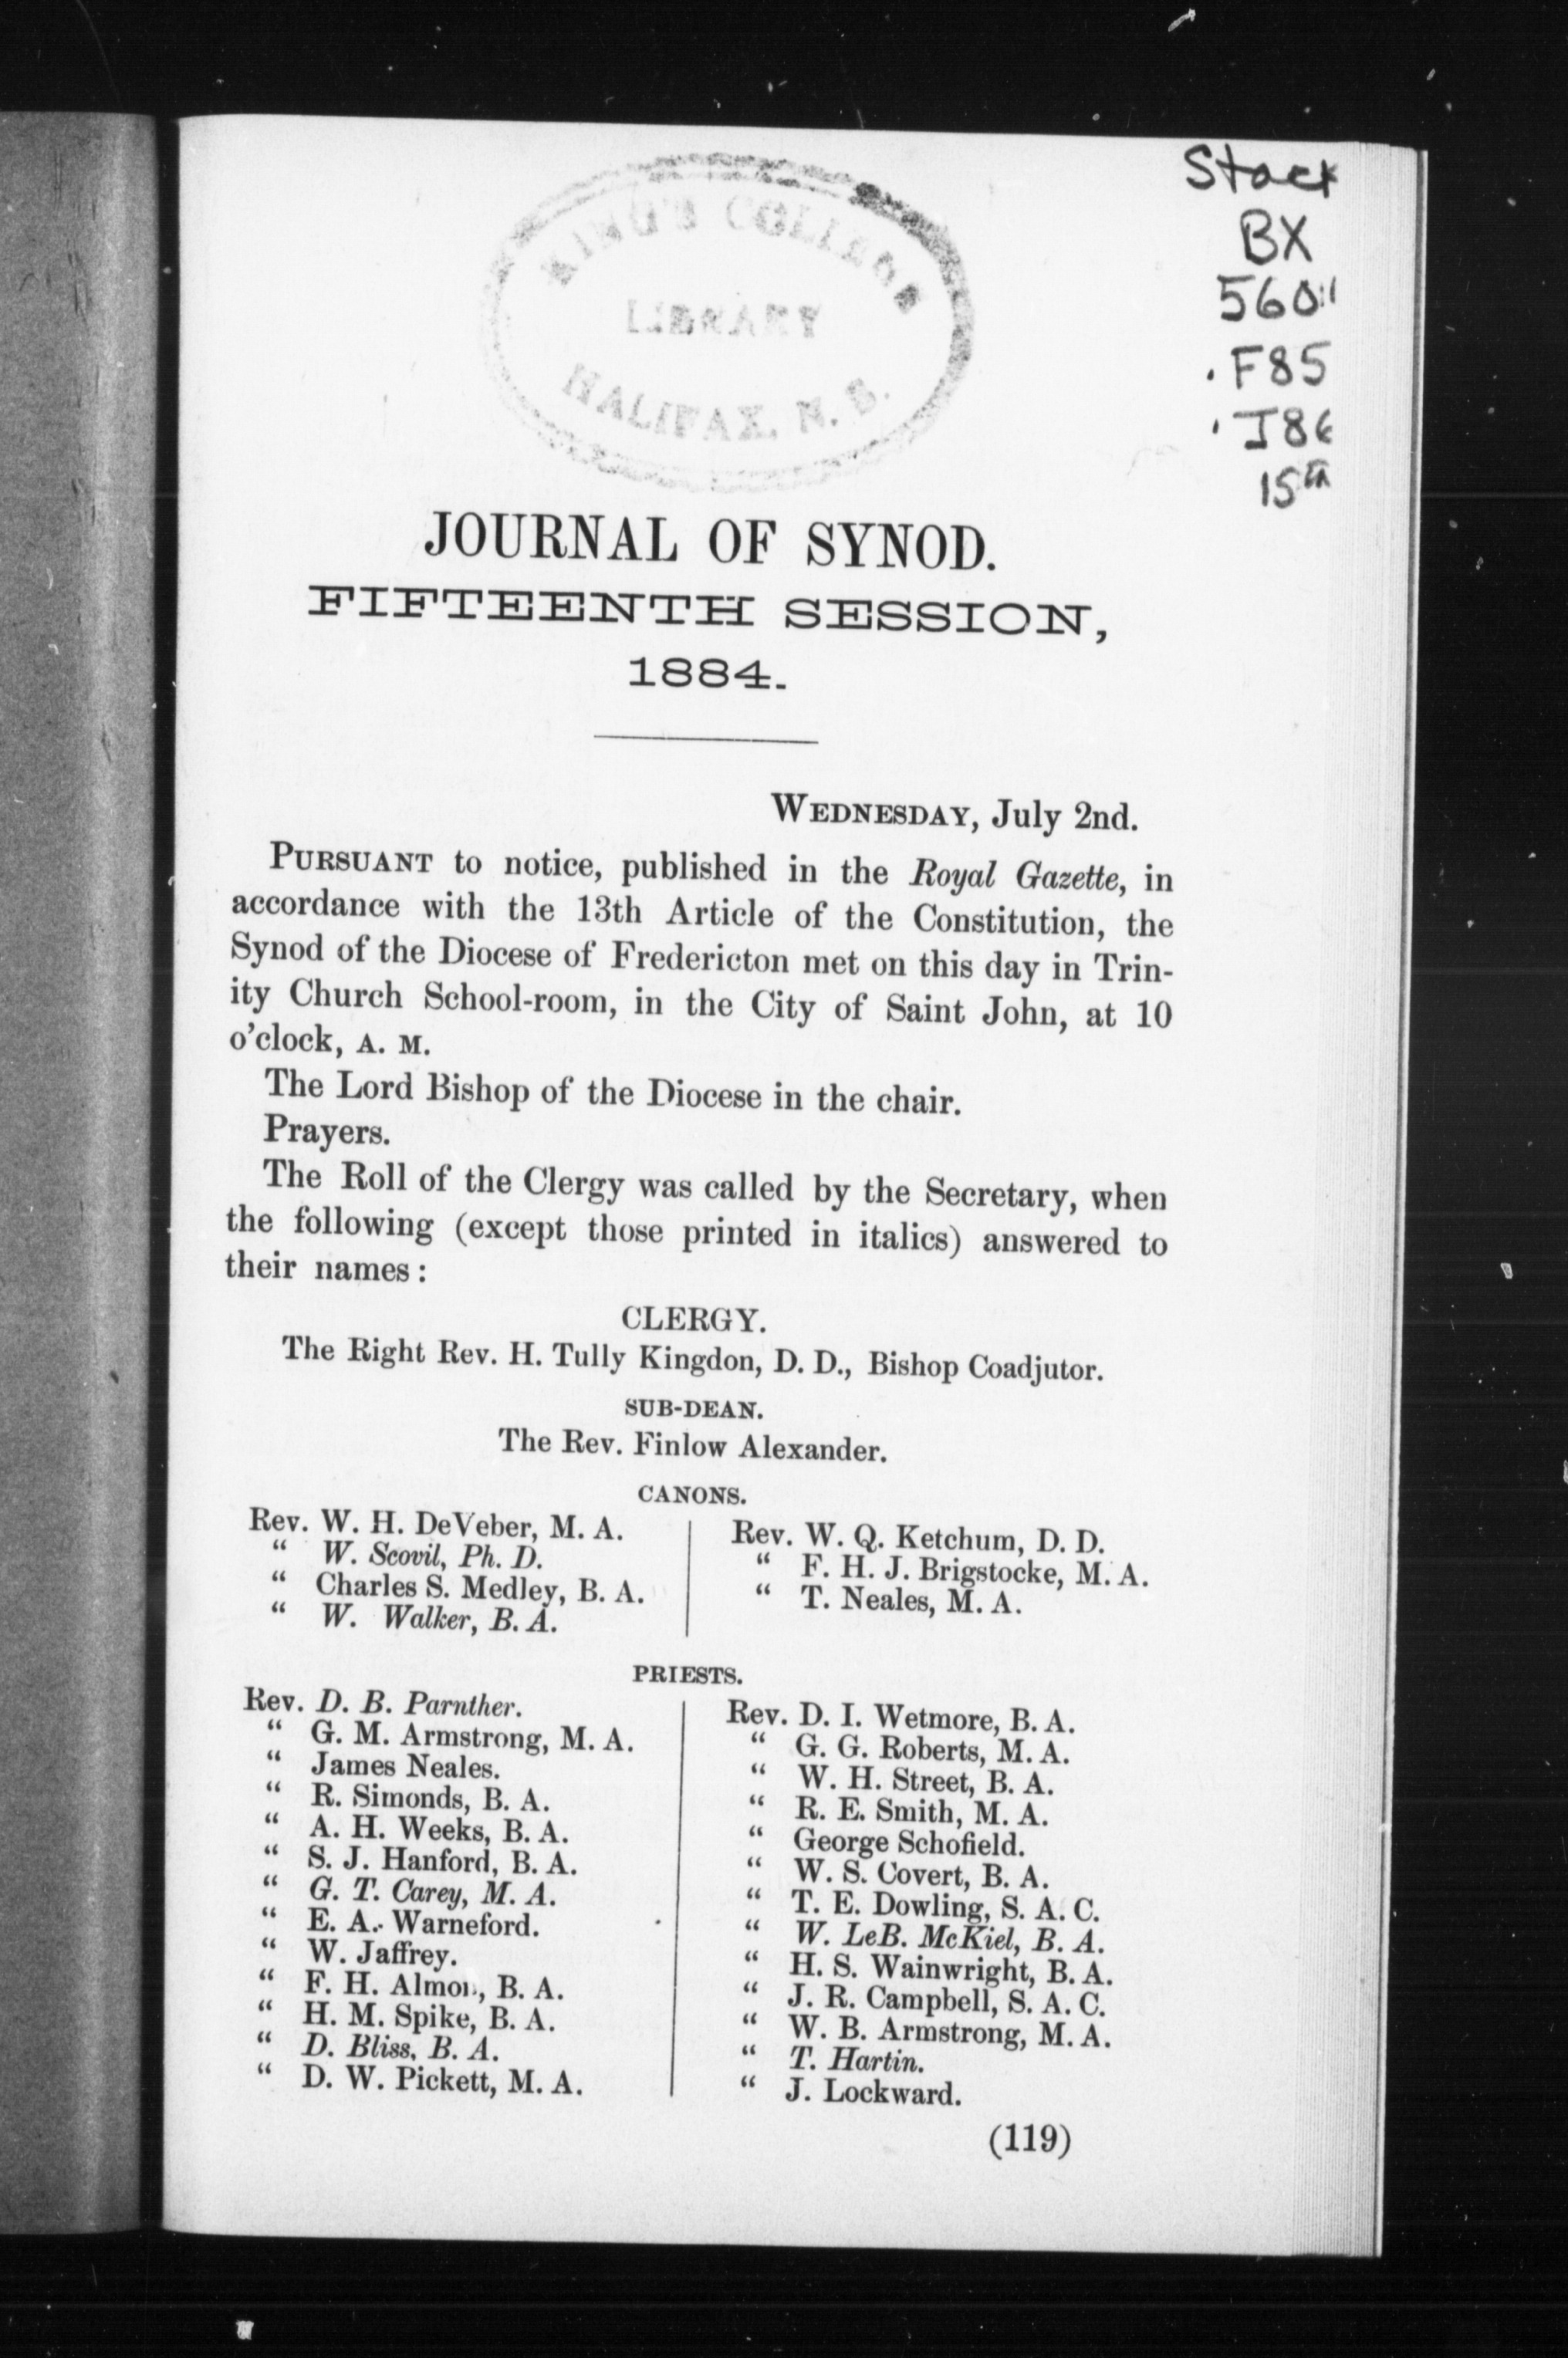 KING'S COLLEGE
LIBRARY
HALIFAX, N. S.
Stack
BX
5601
.F85
.J86
15th
JOURNAL OF SYNOD.
FIFTEENTH SESSION,
1884.
WEDNESDAY, July 2nd.
PURSUANT to notice, published in the Royal Gazette, in
accordance with the 13th Article of the Constitution, the
Synod of the Diocese of Fredericton met on this day in Trin-
ity Church School-room, in the City of Saint John, at 10
o'clock, A. M.
The Lord Bishop of the Diocese in the chair.
Prayers.
The Roll of the Clergy was called by the Secretary, when
the following (except those printed in italics) answered to
their names:
CLERGY.
The Right Rev. H. Tully Kingdon, D. D., Bishop Coadjutor.
SUB-DEAN.
The Rev. Finlow Alexander.
CANONS.
Rev. W. H. DeVeber, M. A.
" W. Scovil, Ph. D.
" Charles S. Medley, B. A.
" W. Walker, B. A.
Rev. W. Q. Ketchum, D. D.
" F. H. J. Brigstocke, M. A.
" T. Neales, M. A.
PRIESTS.
Rev. D. B. Parnther.
" G. M. Armstrong, M. A.
" James Neales.
" R. Simonds, B. A.
" A. H. Weeks, B. A.
" S. J. Hanford, B. A.
" G. T. Carey, M. A.
" E. A. Warneford.
" W. Jaffrey.
" F. H. Almon, B. A.
" H. M. Spike, B. A.
" D. Bliss, B. A.
" D. W. Pickett, M. A.
Rev. D. I. Wetmore, B. A.
" G. G. Roberts, M. A.
" W. H. Street, B. A.
" R. E. Smith, M. A.
" George Schofield.
" W. S. Covert, B. A.
" T. E. Dowling, S. A. C.
" W. LeB. McKiel, B. A.
" H. S. Wainwright, B. A.
" J. R. Campbell, S. A. C.
" W. B. Armstrong, M. A.
" T. Hartin.
" J. Lockward.
(119)